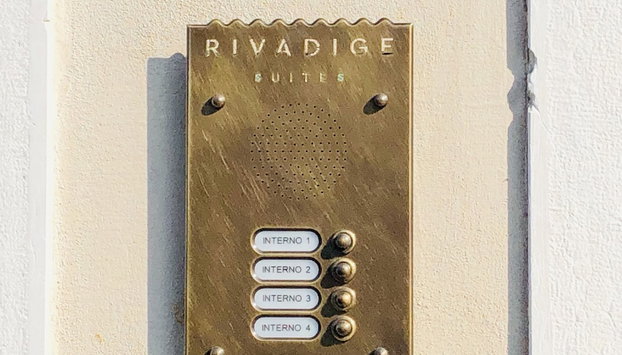 RIVADIGE
SUITES
INTERNO 1
INTERNO 2
INTERNO 3
INTERNO 4